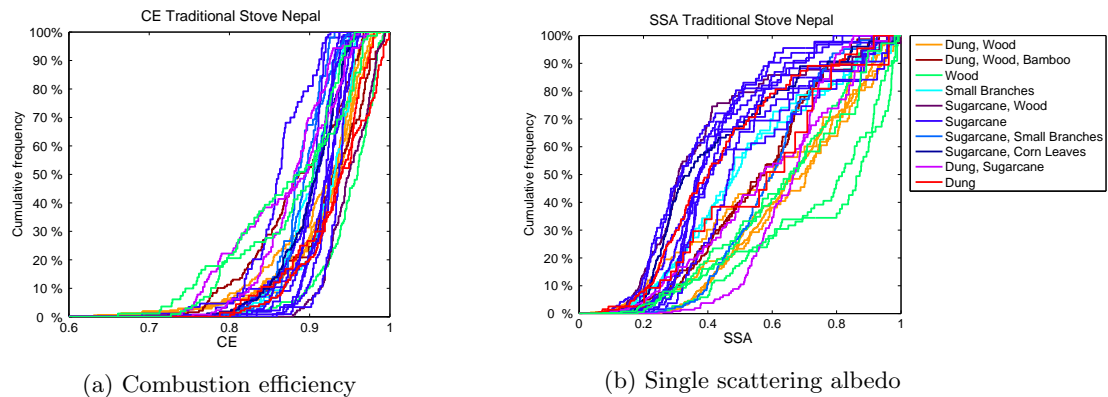 CE Traditional Stove Nepal
100%
90 %
80 %
70 %
60 %
50 %
40 %
30 %
20 %
10 %
0 %
Cumulative frequency
0.6 0.7 0.8 0.9 1
CE
(a) Combustion efficiency
SSA Traditional Stove Nepal
100%
90 %
80 %
70 %
60 %
50 %
40 %
30 %
20 %
10 %
0 %
Cumulative frequency
0 0.2 0.4 0.6 0.8 1
SSA
Dung, Wood
Dung, Wood, Bamboo
Wood
Small Branches
Sugarcane, Wood
Sugarcane
Sugarcane, Small Branches
Sugarcane, Corn Leaves
Dung, Sugarcane
Dung
(b) Single scattering albedo